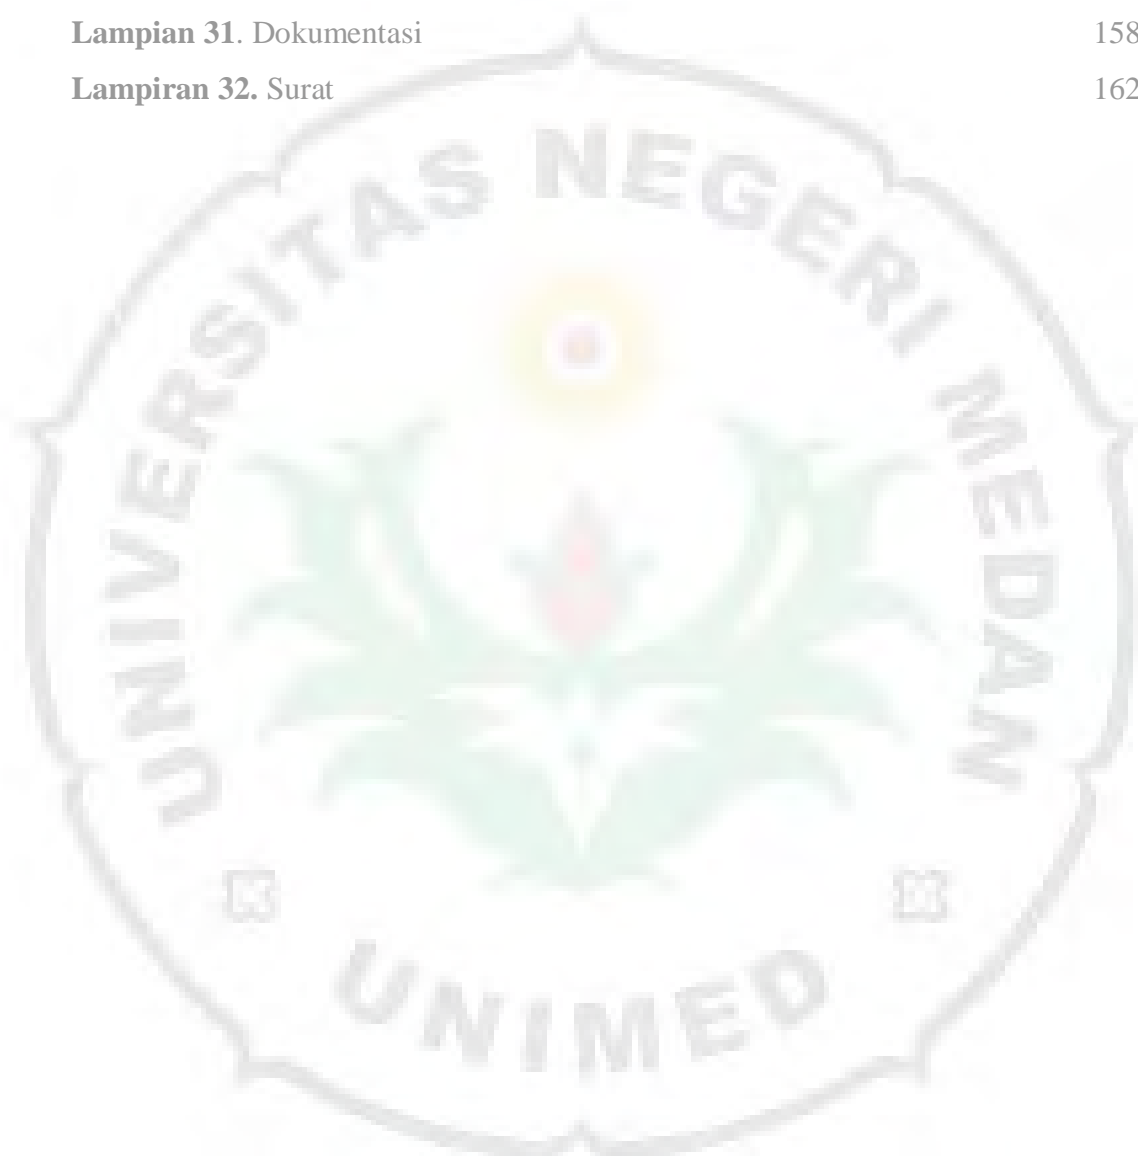 Lampian 31. Dokumentasi 158
Lampiran 32. Surat 162
UNIVERSITAS NEGERI MEDAN
UNIMED